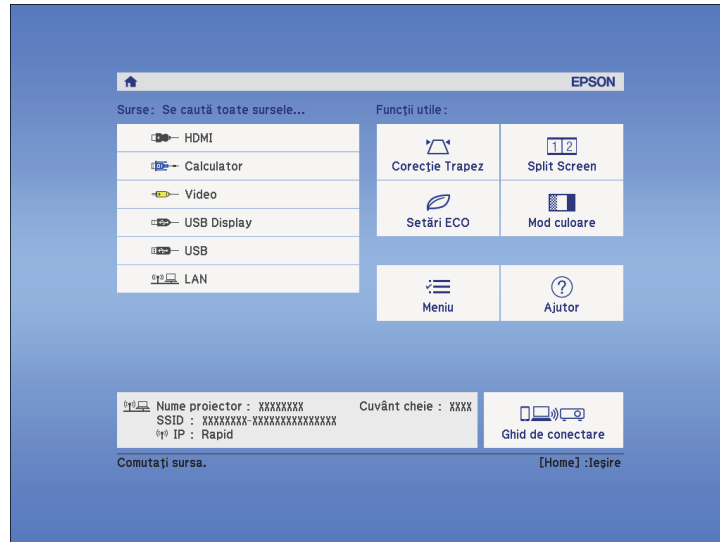 EPSON
Surse: Se caută toate sursele...
Funcții utile:
HDMI
Calculator
Video
USB Display
USB
LAN
Corecție Trapez
1 2
Split Screen
Setări ECO
Mod culoare
Meniu
?
Ajutor
Nume proiector : XXXXXXXX
Cuvânt cheie : XXXX
SSID : XXXXXXXX-XXXXXXXXXXXXXXX
IP : Rapid
Ghid de conectare
Comutați sursa.
[Home] :Ieșire